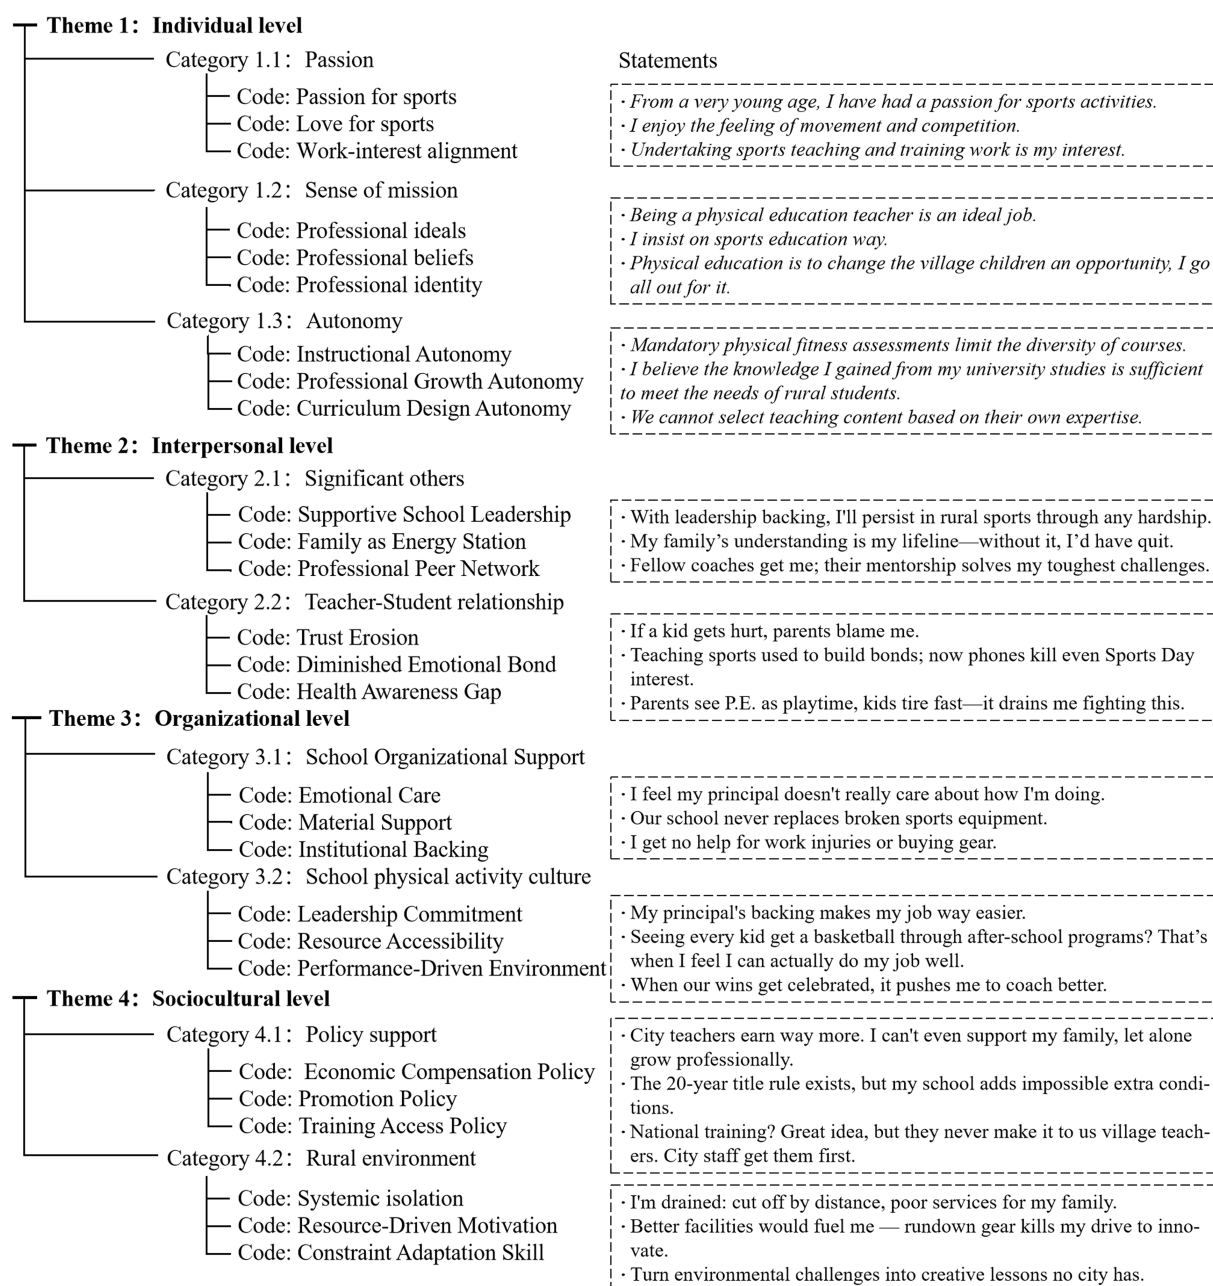 Theme 1: Individual level
Category 1.1: Passion
Statements
Code: Passion for sports
Code: Love for sports
Code: Work-interest alignment
· From a very young age, I have had a passion for sports activities.
· I enjoy the feeling of movement and competition.
· Undertaking sports teaching and training work is my interest.
Category 1.2: Sense of mission
Code: Professional ideals
Code: Professional beliefs
Code: Professional identity
· Being a physical education teacher is an ideal job.
· I insist on sports education way.
· Physical education is to change the village children an opportunity, I go
all out for it.
Category 1.3: Autonomy
Code: Instructional Autonomy
Code: Professional Growth Autonomy
Code: Curriculum Design Autonomy
· Mandatory physical fitness assessments limit the diversity of courses.
· I believe the knowledge I gained from my university studies is sufficient
to meet the needs of rural students.
· We cannot select teaching content based on their own expertise.
Theme 2: Interpersonal level
Category 2.1: Significant others
Code: Supportive School Leadership
Code: Family as Energy Station
Code: Professional Peer Network
· With leadership backing, I'll persist in rural sports through any hardship.
· My family's understanding is my lifeline—without it, I'd have quit.
· Fellow coaches get me; their mentorship solves my toughest challenges.
Category 2.2: Teacher-Student relationship
Code: Trust Erosion
Code: Diminished Emotional Bond
Code: Health Awareness Gap
· If a kid gets hurt, parents blame me.
· Teaching sports used to build bonds; now phones kill even Sports Day
interest.
· Parents see P.E. as playtime, kids tire fast—it drains me fighting this.
Theme 3: Organizational level
Category 3.1: School Organizational Support
Code: Emotional Care
Code: Material Support
Code: Institutional Backing
· I feel my principal doesn't really care about how I'm doing.
· Our school never replaces broken sports equipment.
· I get no help for work injuries or buying gear.
Category 3.2: School physical activity culture
Code: Leadership Commitment
Code: Resource Accessibility
Code: Performance-Driven Environment
· My principal's backing makes my job way easier.
· Seeing every kid get a basketball through after-school programs? That's
when I feel I can actually do my job well.
· When our wins get celebrated, it pushes me to coach better.
Theme 4: Sociocultural level
Category 4.1: Policy support
Code: Economic Compensation Policy
Code: Promotion Policy
Code: Training Access Policy
· City teachers earn way more. I can't even support my family, let alone
grow professionally.
· The 20-year title rule exists, but my school adds impossible extra condi-
tions.
· National training? Great idea, but they never make it to us village teach-
ers. City staff get them first.
Category 4.2: Rural environment
Code: Systemic isolation
Code: Resource-Driven Motivation
Code: Constraint Adaptation Skill
· I'm drained: cut off by distance, poor services for my family.
· Better facilities would fuel me — rundown gear kills my drive to inno-
vate.
· Turn environmental challenges into creative lessons no city has.